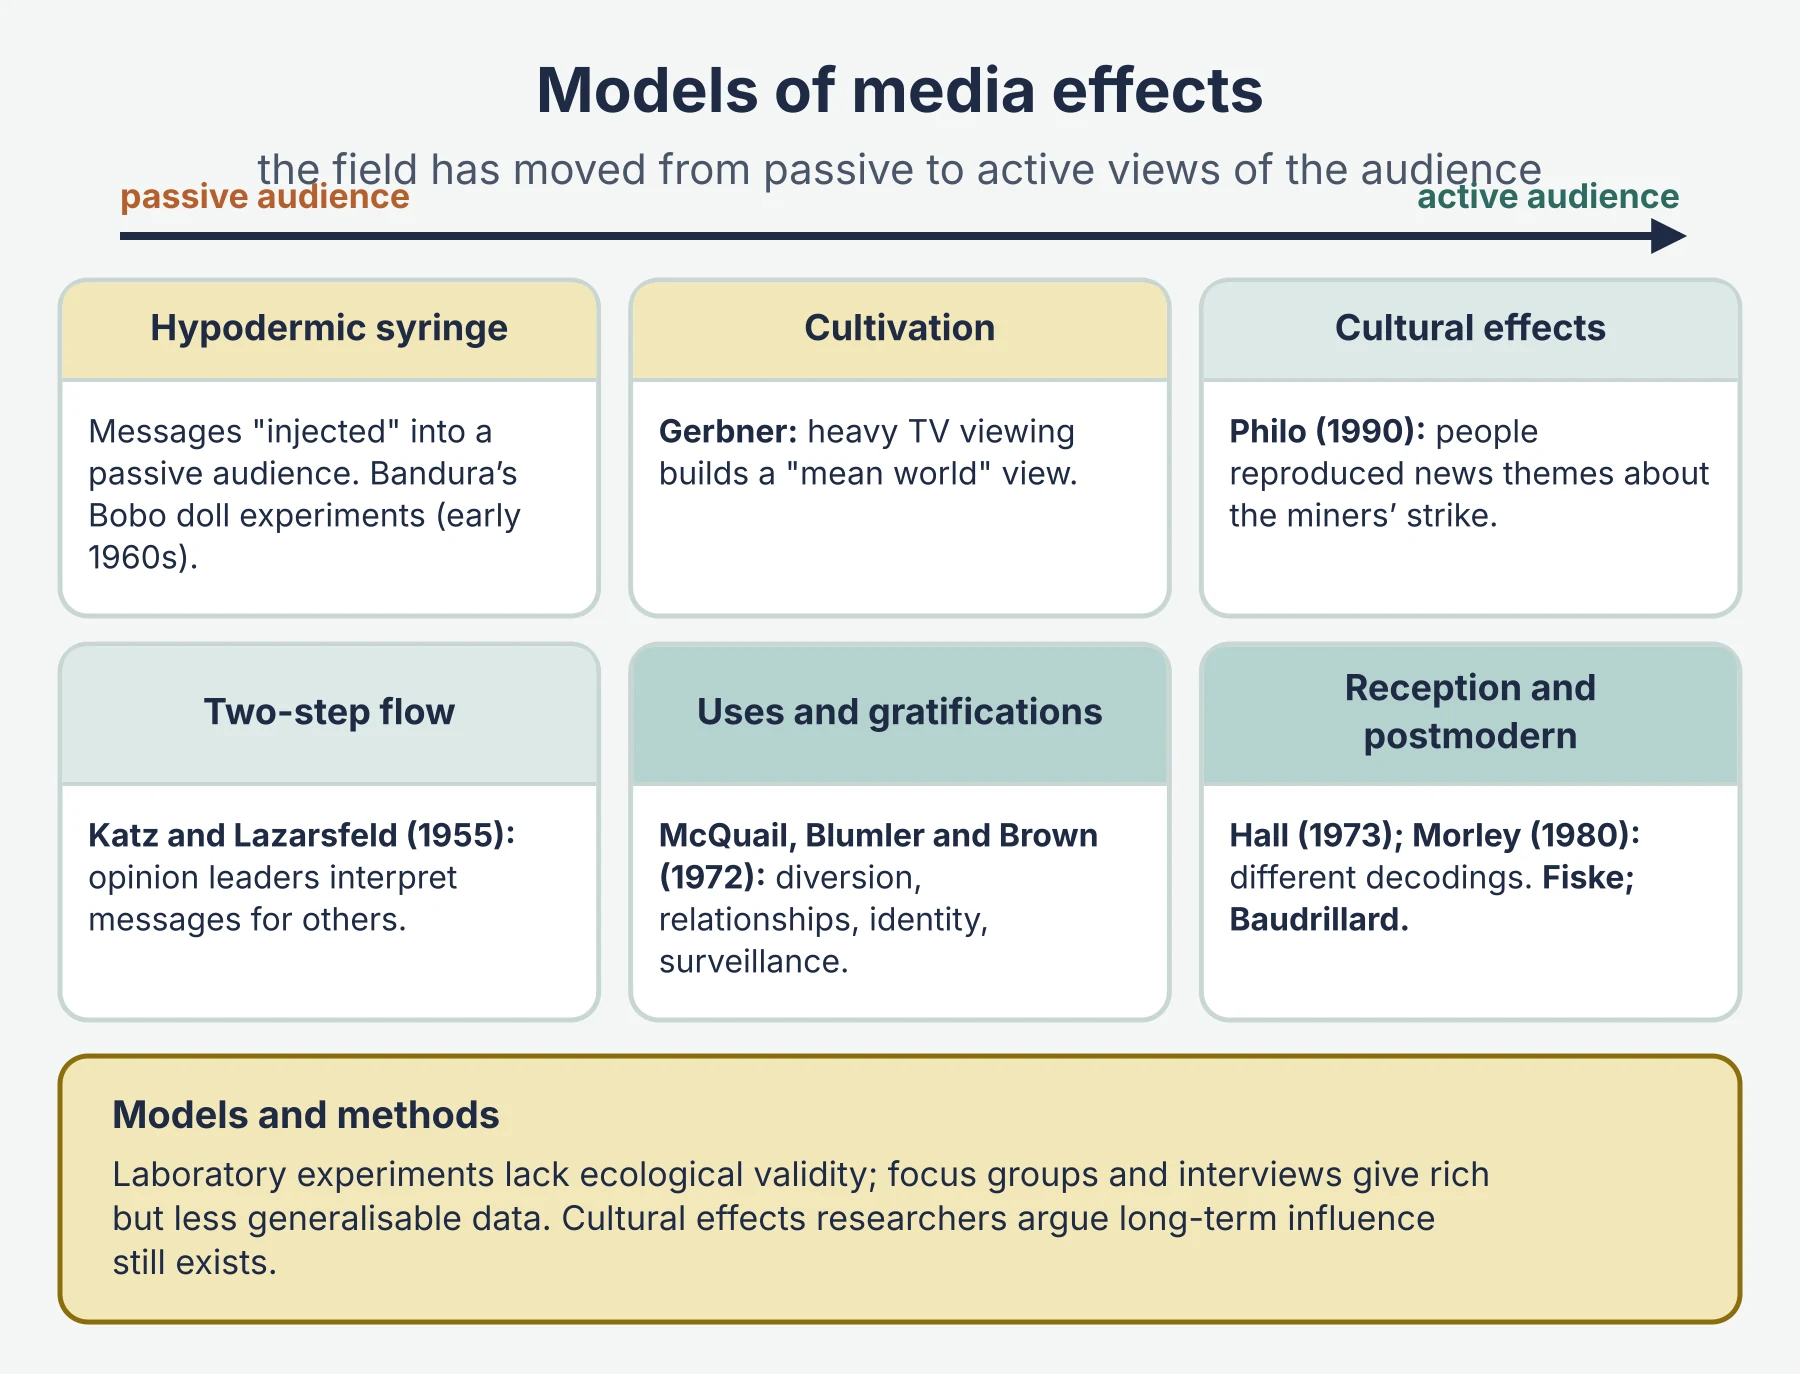 Models of media effects
the field has moved from passive to active views of the audience
passive audience
active audience
Hypodermic syringe
Messages "injected" into a
passive audience. Bandura’s
Bobo doll experiments (early
1960s).
Cultivation
Gerbner: heavy TV viewing
builds a "mean world" view.
Cultural effects
Philo (1990): people
reproduced news themes about
the miners’ strike.
Two-step flow
Katz and Lazarsfeld (1955):
opinion leaders interpret
messages for others.
Uses and gratifications
McQuail, Blumler and Brown
(1972): diversion,
relationships, identity,
surveillance.
Reception and
postmodern
Hall (1973); Morley (1980):
different decodings. Fiske;
Baudrillard.
Models and methods
Laboratory experiments lack ecological validity; focus groups and interviews give rich
but less generalisable data. Cultural effects researchers argue long-term influence
still exists.